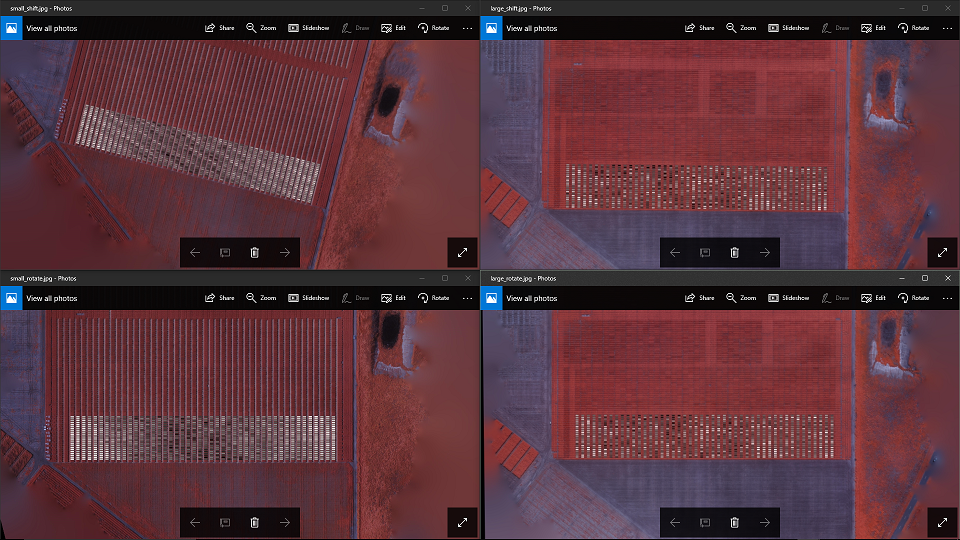 small_shift.jpg - Photos
View all photos Share Zoom Slideshow Draw Edit Rotate ...
large_shift.jpg - Photos
View all photos Share Zoom Slideshow Draw Edit Rotate ...
small_rotate.jpg - Photos
View all photos Share Zoom Slideshow Draw Edit Rotate ...
large_rotate.jpg - Photos
View all photos Share Zoom Slideshow Draw Edit Rotate ...